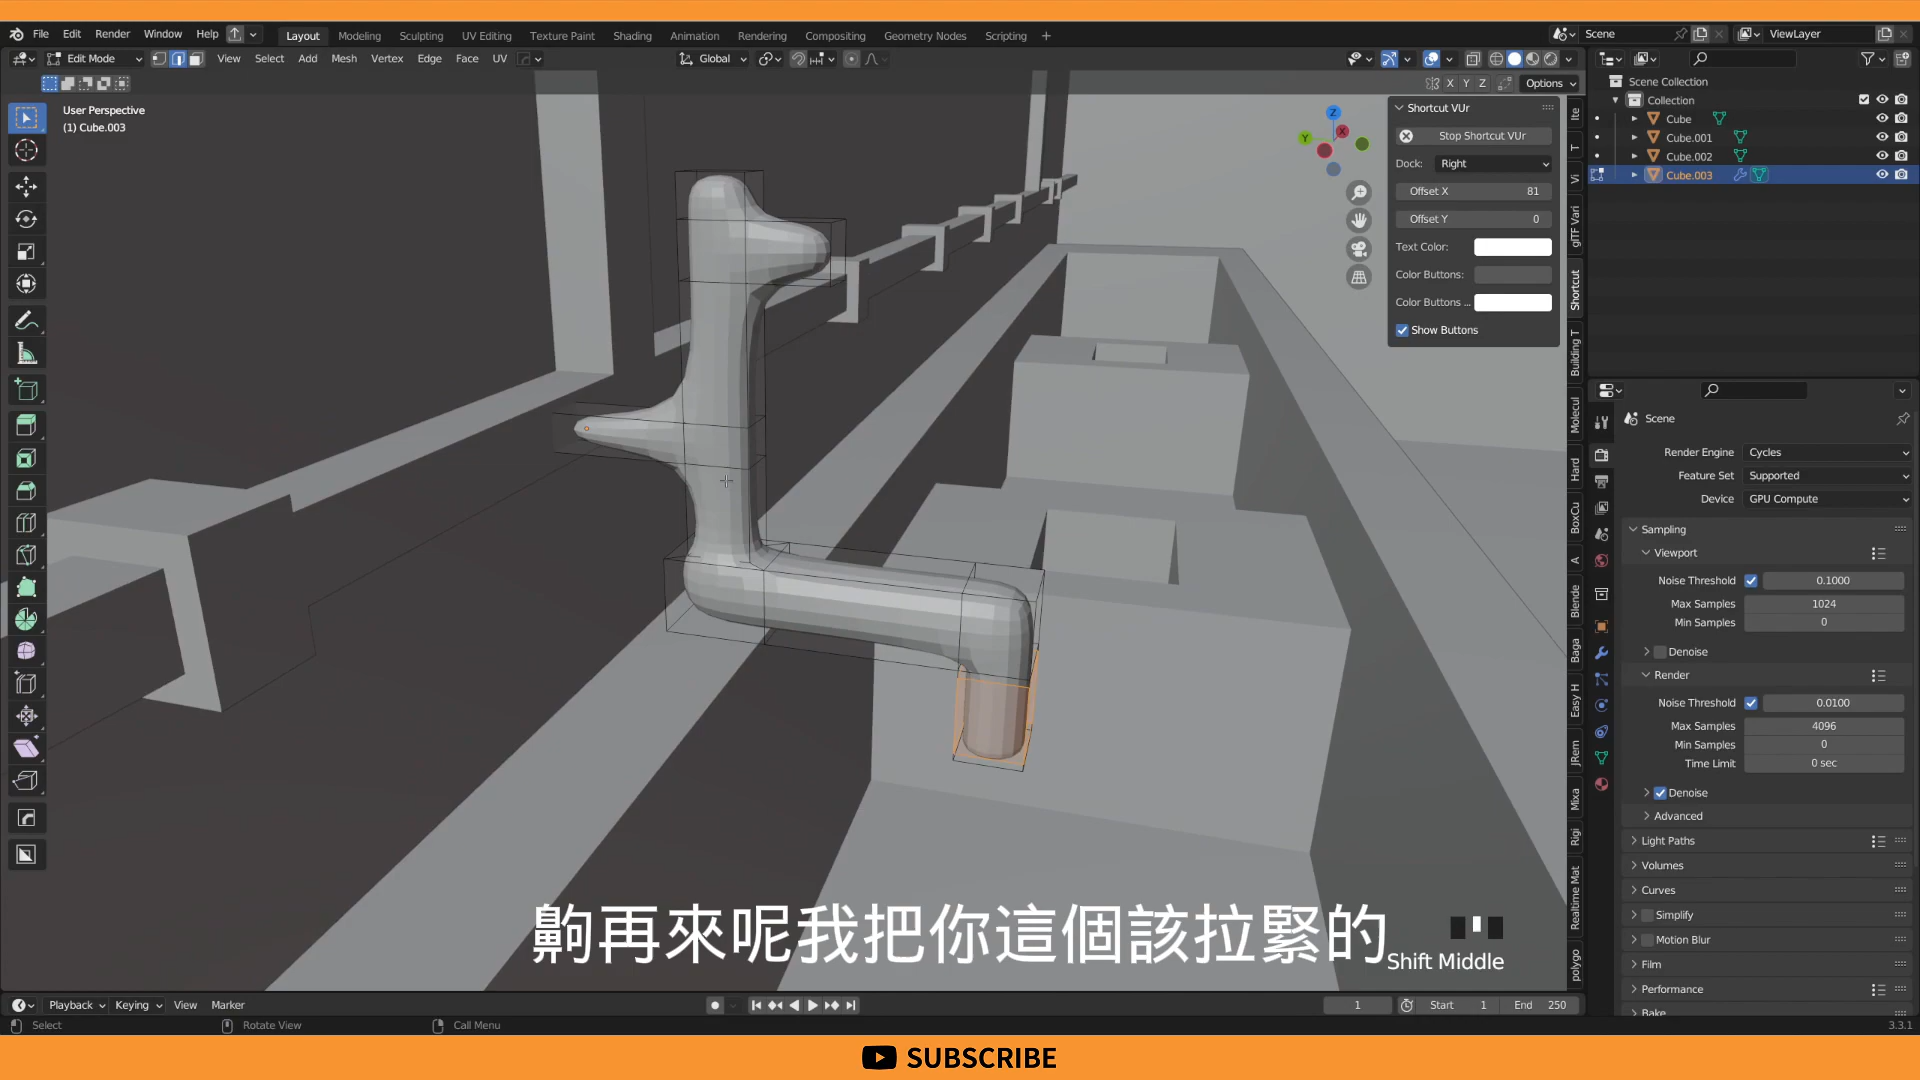 File Edit Render Window Help
Layout Modeling Sculpting UV Editing Texture Paint Shading Animation Rendering Compositing Geometry Nodes Scripting +
Scene
ViewLayer
Edit Mode View Select Add Mesh Vertex Edge Face UV
Global
X Y Z Options
User Perspective
(1) Cube.003
Z
X
Y
Shortcut VUr
Stop Shortcut VUr
Dock: Right
Offset X 81
Offset Y 0
Text Color:
Color Buttons:
Color Buttons ...
Show Buttons
Ite
T
Vi
glTF Vari
Shortcut
Building T
Molecul
Hard
BoxCu
A
Blende
Baga
Easy H
JRem
Mixa
Rigi
Realtime Mat
polygo
Scene Collection
Collection
Cube
Cube.001
Cube.002
Cube.003
Scene
Render Engine Cycles
Feature Set Supported
Device GPU Compute
Sampling
Viewport
Noise Threshold 0.1000
Max Samples 1024
Min Samples 0
Denoise
Render
Noise Threshold 0.0100
Max Samples 4096
Min Samples 0
Time Limit 0 sec
Denoise
Advanced
Light Paths
Volumes
Curves
Simplify
Motion Blur
Film
Performance
Bake
再來呢我把你這個該拉緊的
Shift Middle
Playback Keying View Marker
1 Start 1 End 250
Select Rotate View Call Menu
3.3.1
SUBSCRIBE